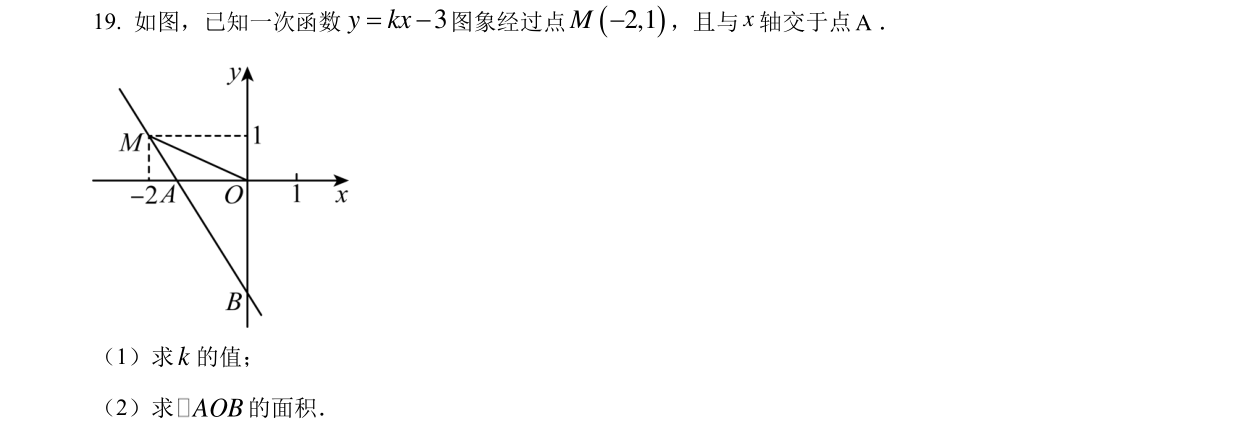 19. 如图，已知一次函数 y = kx − 3 图象经过点 M (−2,1)，且与 x 轴交于点 A．
y
M
1
−2
A
O
1
x
B
（1）求 k 的值；
（2）求□AOB 的面积．